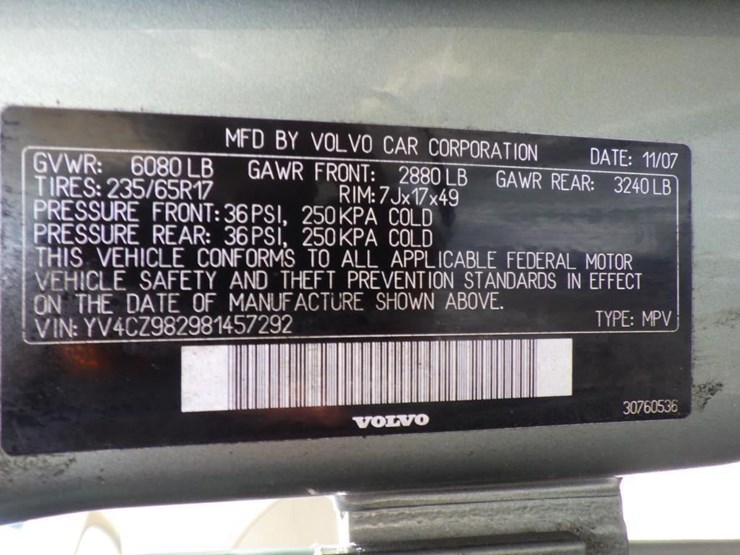 MFD BY VOLVO CAR CORPORATION DATE: 11/07
GVWR: 6080 LB GAWR FRONT: 2880 LB GAWR REAR: 3240 LB
TIRES: 235/65R17 RIM: 7Jx17x49
PRESSURE FRONT: 36 PSI, 250 KPA COLD
PRESSURE REAR: 36 PSI, 250 KPA COLD
THIS VEHICLE CONFORMS TO ALL APPLICABLE FEDERAL MOTOR
VEHICLE SAFETY AND THEFT PREVENTION STANDARDS IN EFFECT
ON THE DATE OF MANUFACTURE SHOWN ABOVE.
VIN: YV4CZ982981457292 TYPE: MPV
30760536
VOLVO